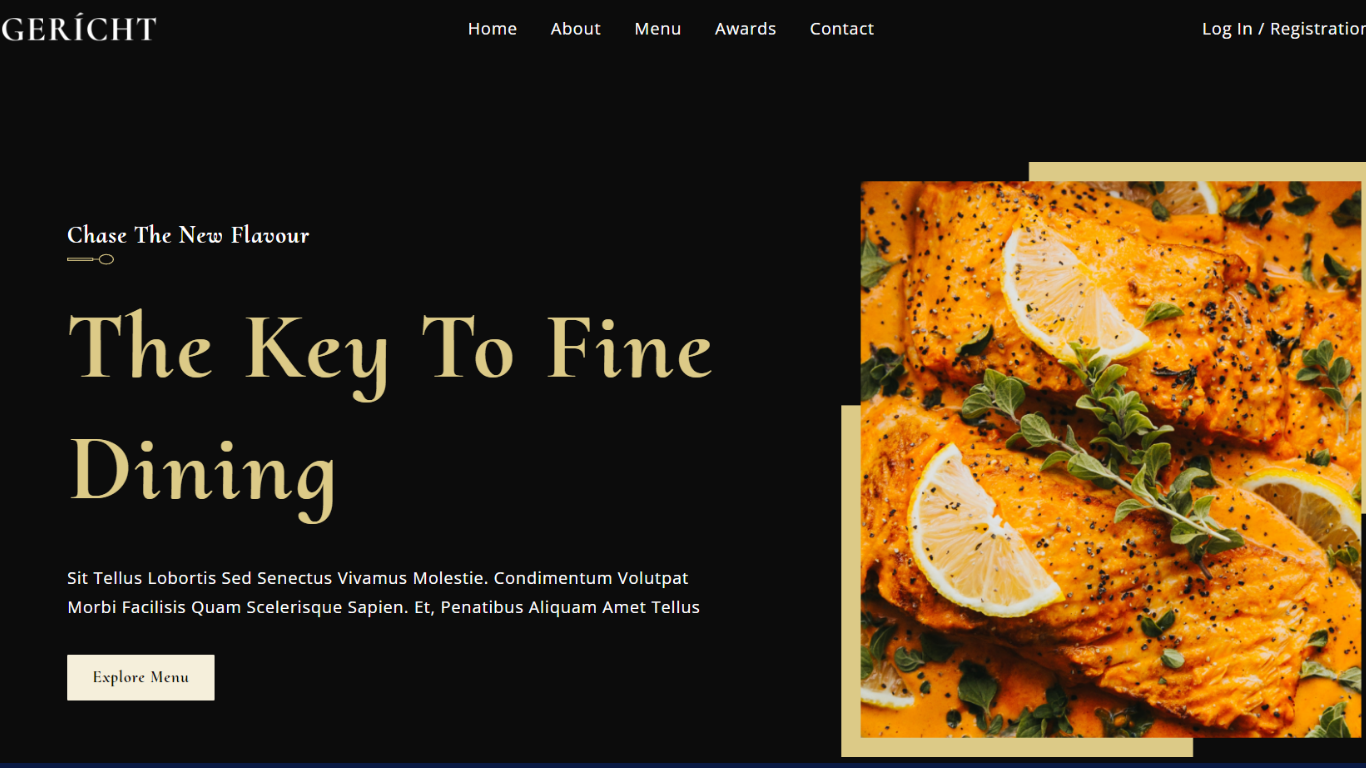 GERÍCHT
Home About Menu Awards Contact
Log In / Registration
Chase The New Flavour
The Key To Fine
Dining
Sit Tellus Lobortis Sed Senectus Vivamus Molestie. Condimentum Volutpat
Morbi Facilisis Quam Scelerisque Sapien. Et, Penatibus Aliquam Amet Tellus
Explore Menu